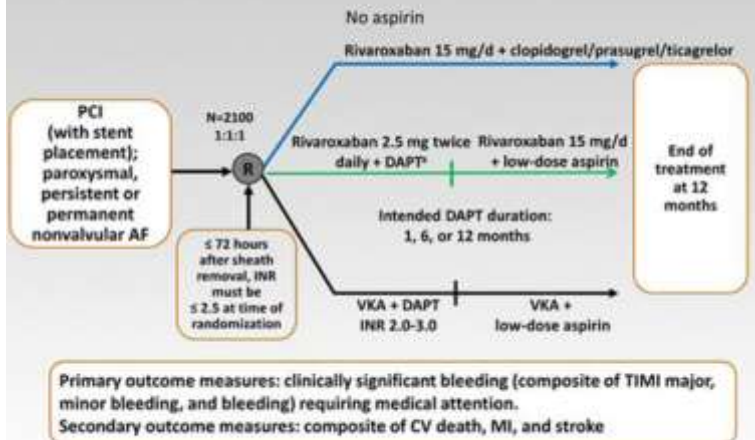 No aspirin
Rivaroxaban 15 mg/d + clopidogrel/prasugrel/ticagrelor
PCI
(with stent
placement);
paroxysmal,
persistent or
permanent
nonvalvular AF
N=2100
1:1:1
R
≤ 72 hours
after sheath
removal, INR
must be
≤ 2.5 at time of
randomization
Rivaroxaban 2.5 mg twice
daily + DAPT
Rivaroxaban 15 mg/d
+ low-dose aspirin
Intended DAPT duration:
1, 6, or 12 months
VKA + DAPT
INR 2.0-3.0
VKA +
low-dose aspirin
End of
treatment
at 12
months
Primary outcome measures: clinically significant bleeding (composite of TIMI major,
minor bleeding, and bleeding) requiring medical attention.
Secondary outcome measures: composite of CV death, MI, and stroke